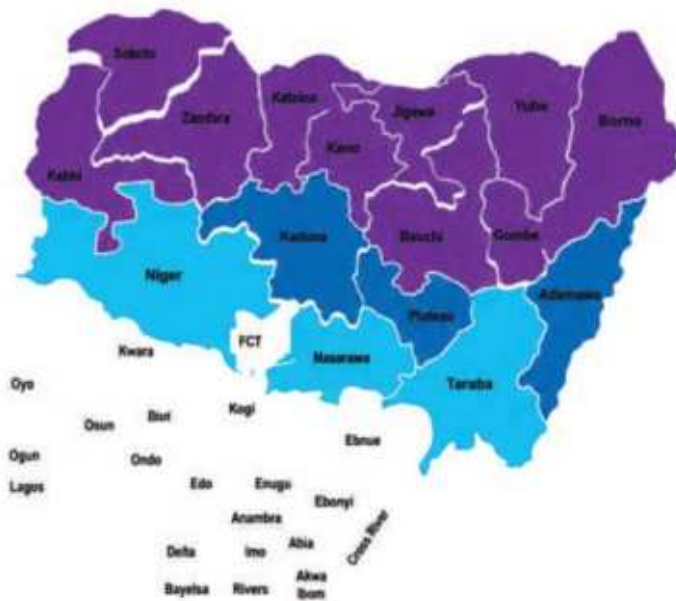 Sokoto
Zamfara
Katsina
Jigawa
Yobe
Borno
Kano
Kebbi
Kaduna
Bauchi
Gombe
Adamawa
Niger
Plateau
FCT
Nasarawa
Taraba
Kwara
Oyo
Kogi
Osun
Ekiti
Ebnue
Ogun
Ondo
Lagos
Edo
Enugu
Ebonyi
Anambra
Cross River
Delta
Imo
Abia
Bayelsa
Rivers
Akwa
Ibom